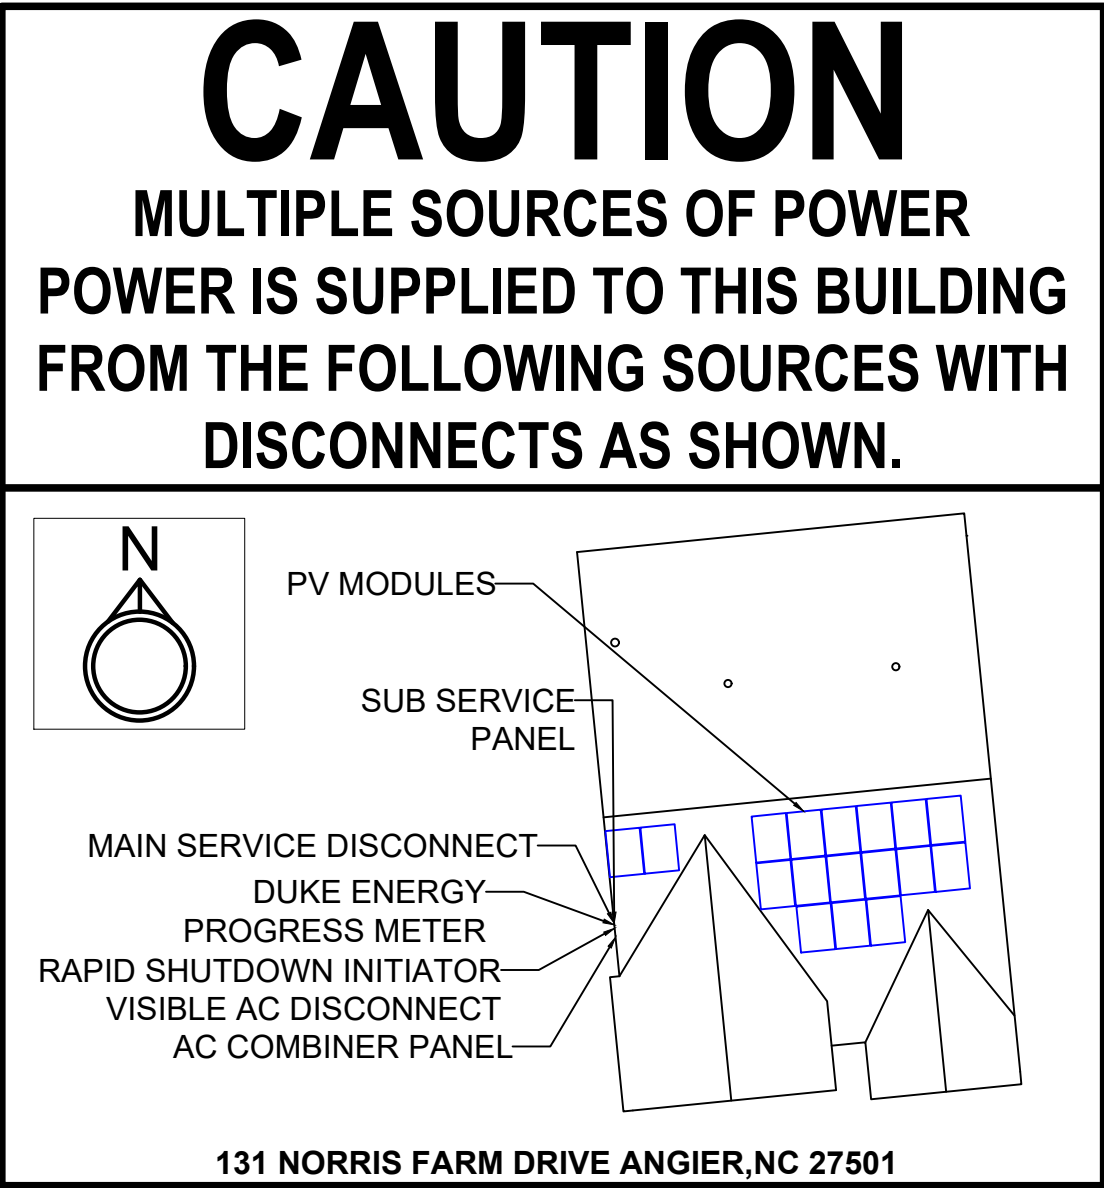 CAUTION
MULTIPLE SOURCES OF POWER
POWER IS SUPPLIED TO THIS BUILDING
FROM THE FOLLOWING SOURCES WITH
DISCONNECTS AS SHOWN.
N
PV MODULES
SUB SERVICE
PANEL
MAIN SERVICE DISCONNECT
DUKE ENERGY
PROGRESS METER
RAPID SHUTDOWN INITIATOR
VISIBLE AC DISCONNECT
AC COMBINER PANEL
131 NORRIS FARM DRIVE ANGIER,NC 27501